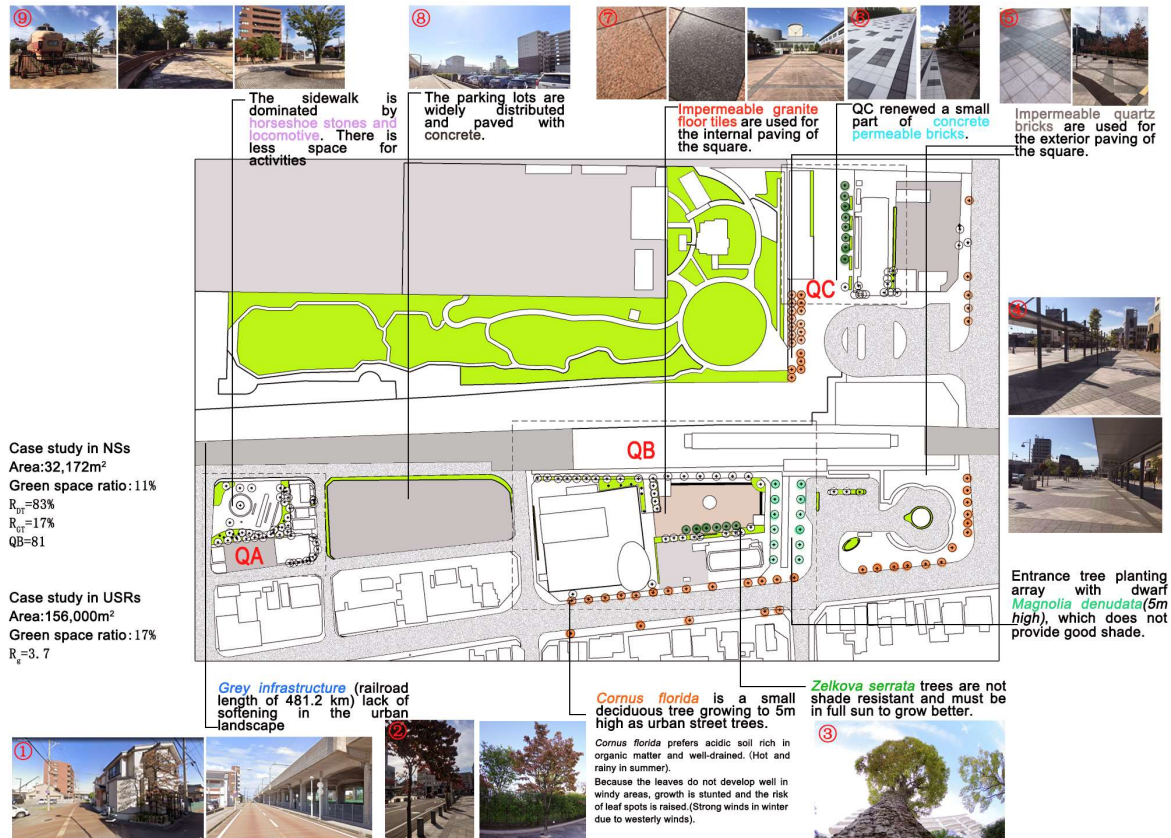 ⑨
⑧
⑦
⑥
⑤
The sidewalk is
dominated by
horseshoe stones and
locomotive. There is
less space for
activities
The parking lots are
widely distributed
and paved with
concrete.
Impermeable granite
floor tiles are used for
the internal paving of
the square.
QC renewed a small
part of concrete
permeable bricks.
Impermeable quartz
bricks are used for
the exterior paving of
the square.
QC
④
QB
QA
Case study in NSs
Area:32,172m²
Green space ratio:11%
R_DT=83%
R_GT=17%
QB=81
Case study in USRs
Area:156,000m²
Green space ratio:17%
R_g=3.7
Entrance tree planting
array with dwarf
Magnolia denudata(5m
high), which does not
provide good shade.
Grey infrastructure (railroad
length of 481.2 km) lack of
softening in the urban
landscape
Cornus florida is a small
deciduous tree growing to 5m
high as urban street trees.
Cornus florida prefers acidic soil rich in
organic matter and well-drained. (Hot and
rainy in summer).
Because the leaves do not develop well in
windy areas, growth is stunted and the risk
of leaf spots is raised.(Strong winds in winter
due to westerly winds).
Zelkova serrata trees are not
shade resistant and must be
in full sun to grow better.
①
②
③